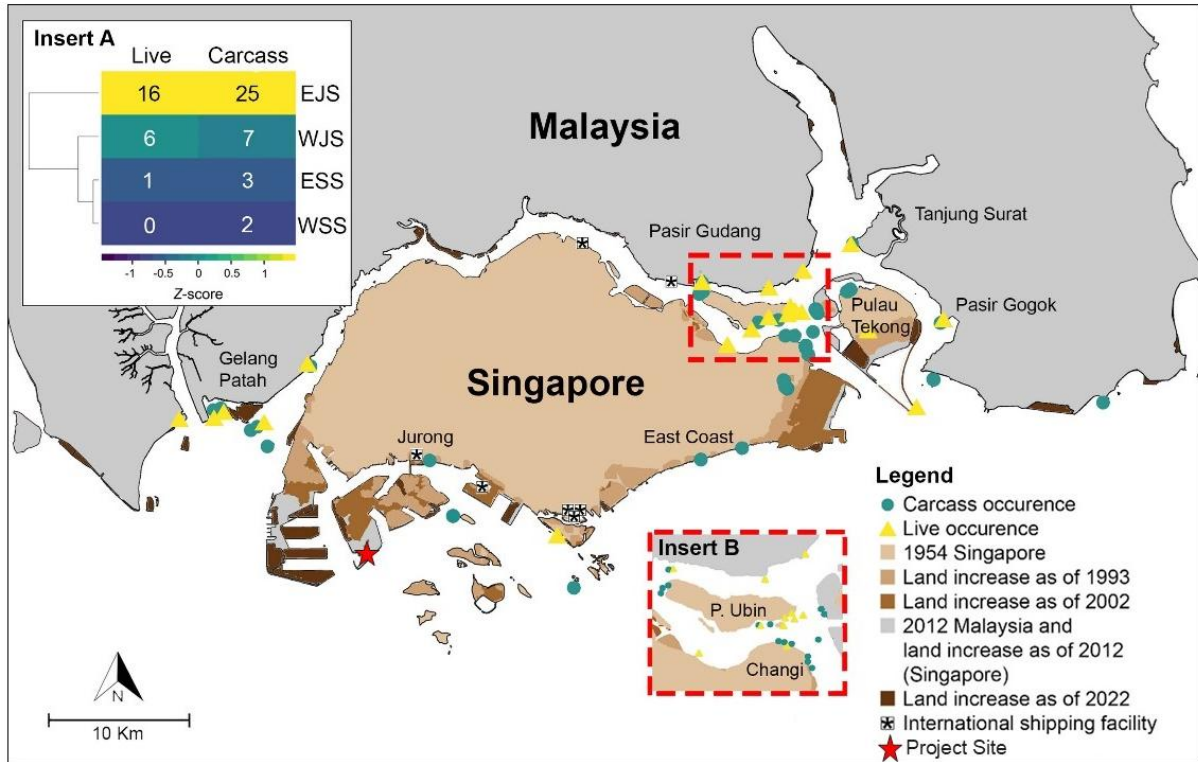 Insert A
Live Carcass
16 25 EJS
6 7 WJS
1 3 ESS
0 2 WSS
-1 -0.5 0 0.5 1
Z-score
Malaysia
Tanjung Surat
Pasir Gudang
Pulau
Tekong
Pasir Gogok
Gelang
Patah
Singapore
Jurong
East Coast
Legend
Carcass occurence
Live occurence
1954 Singapore
Land increase as of 1993
Land increase as of 2002
2012 Malaysia and
land increase as of 2012
(Singapore)
Land increase as of 2022
International shipping facility
Project Site
Insert B
P. Ubin
Changi
N
10 Km